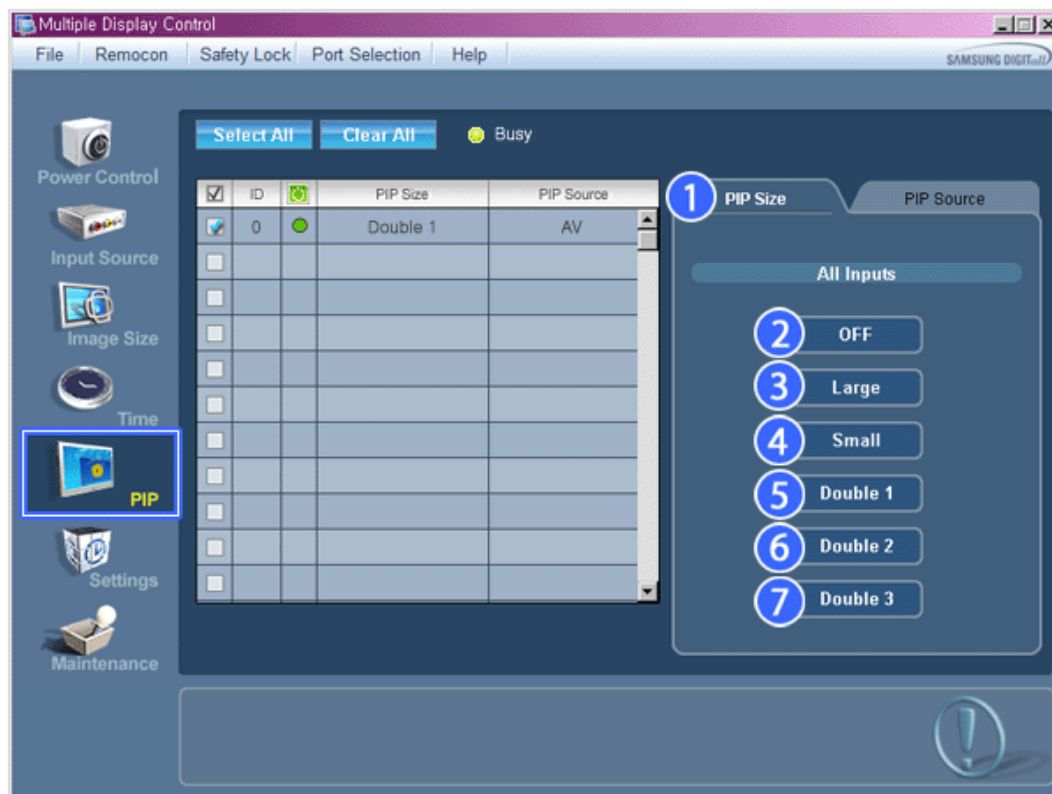 Multiple Display Control
File Remocon Safety Lock Port Selection Help
SAMSUNG DIGITall
Select All Clear All Busy
Power Control
Input Source
Image Size
Time
PIP
Settings
Maintenance
ID PIP Size PIP Source
0 Double 1 AV
1 PIP Size PIP Source
All Inputs
2 OFF
3 Large
4 Small
5 Double 1
6 Double 2
7 Double 3